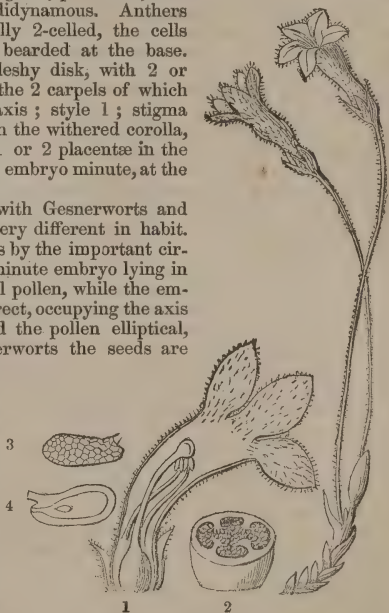 didynamous. Anthers
lly 2-celled, the cells
bearded at the base.
leshy disk, with 2 or
the 2 carpels of which
axis ; style 1 ; stigma
n the withered corolla,
or 2 placentæ in the
embryo minute, at the
with Gesnerworts and
ery different in habit.
s by the important cir-
minute embryo lying in
l pollen, while the em-
rect, occupying the axis
d the pollen elliptical,
erworts the seeds are
3
4
1 2